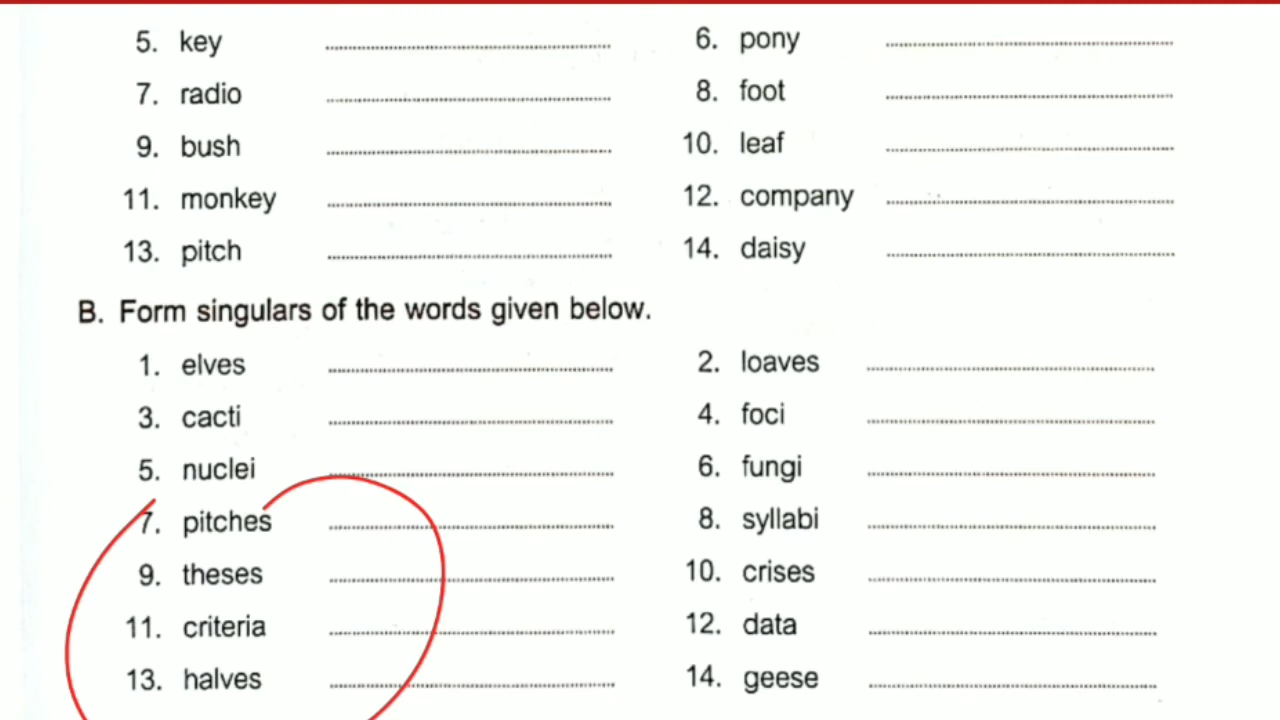 5. key 6. pony
7. radio 8. foot
9. bush 10. leaf
11. monkey 12. company
13. pitch 14. daisy
B. Form singulars of the words given below.
1. elves 2. loaves
3. cacti 4. foci
5. nuclei 6. fungi
7. pitches 8. syllabi
9. theses 10. crises
11. criteria 12. data
13. halves 14. geese